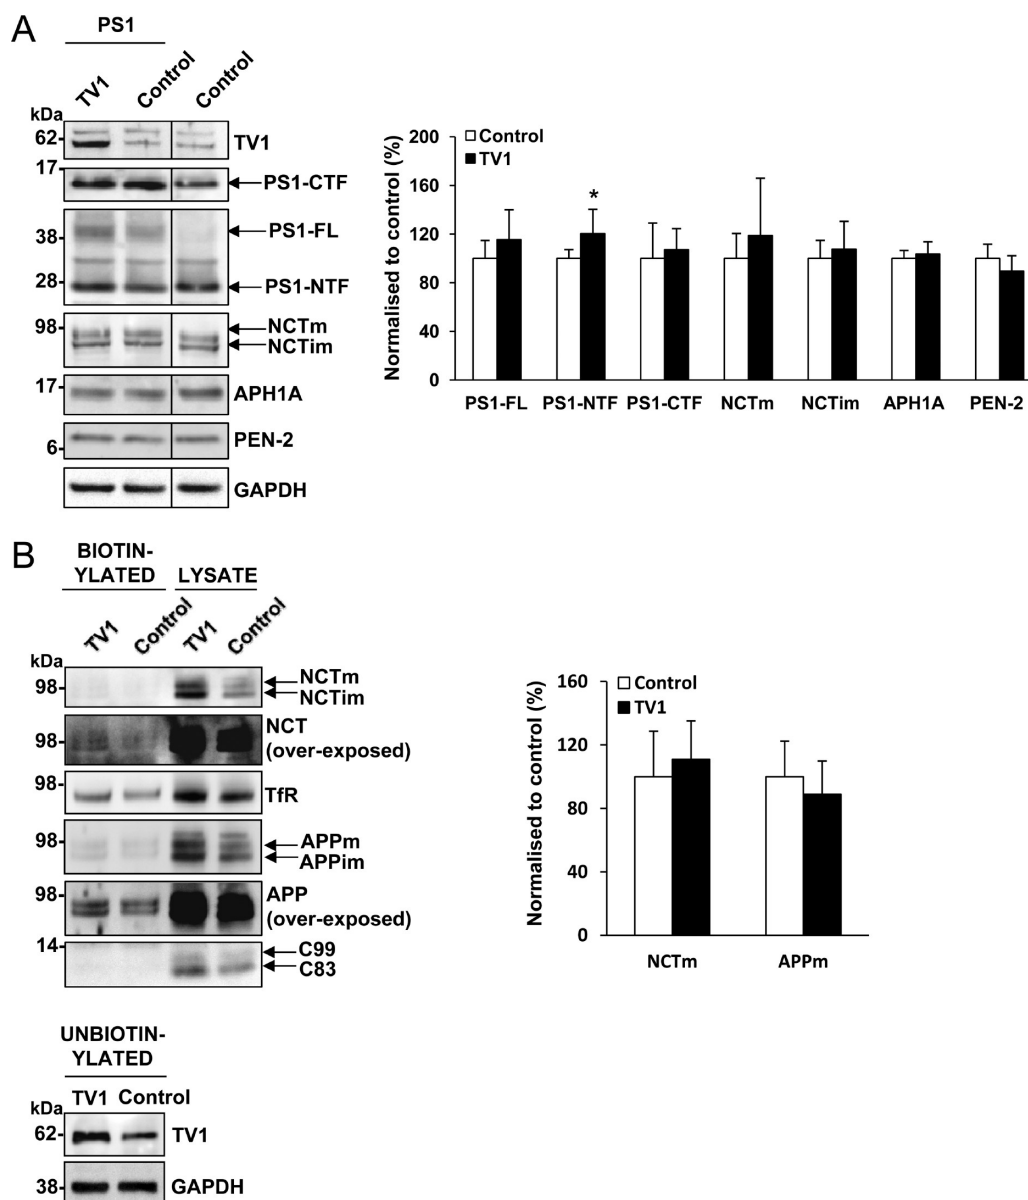 A
PS1
TV1 Control Control
kDa
62- TV1
17- PS1-CTF
PS1-FL
38-
28- PS1-NTF
98- NCTm
NCTim
17- APH1A
PEN-2
6-
GAPDH
Normalised to control (%)
200
160
120
80
40
0
Control
TV1
*
PS1-FL PS1-NTF PS1-CTF NCTm NCTim APH1A PEN-2
B
BIOTIN-
YLATED LYSATE
TV1 Control TV1 Control
kDa
98- NCTm
NCTim
98- NCT
(over-exposed)
98- TfR
98- APPm
APPim
98- APP
(over-exposed)
14- C99
C83
Normalised to control (%)
160
120
80
40
0
Control
TV1
NCTm APPm
UNBIOTIN-
YLATED
TV1 Control
kDa
62- TV1
38- GAPDH